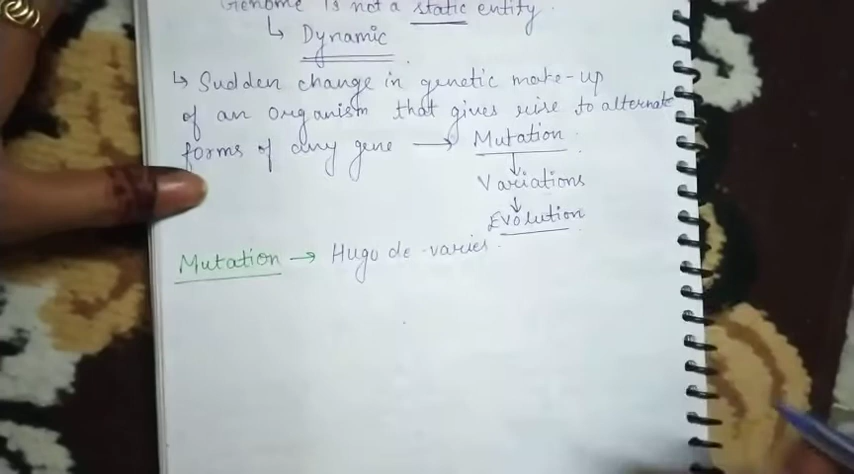 Genome is not a static entity.
↳ Dynamic
↳ Sudden change in genetic make-up
of an organism that gives rise to alternate
forms of any gene → Mutation
↓
Variations
↓
Evolution
Mutation → Hugo de-varies.